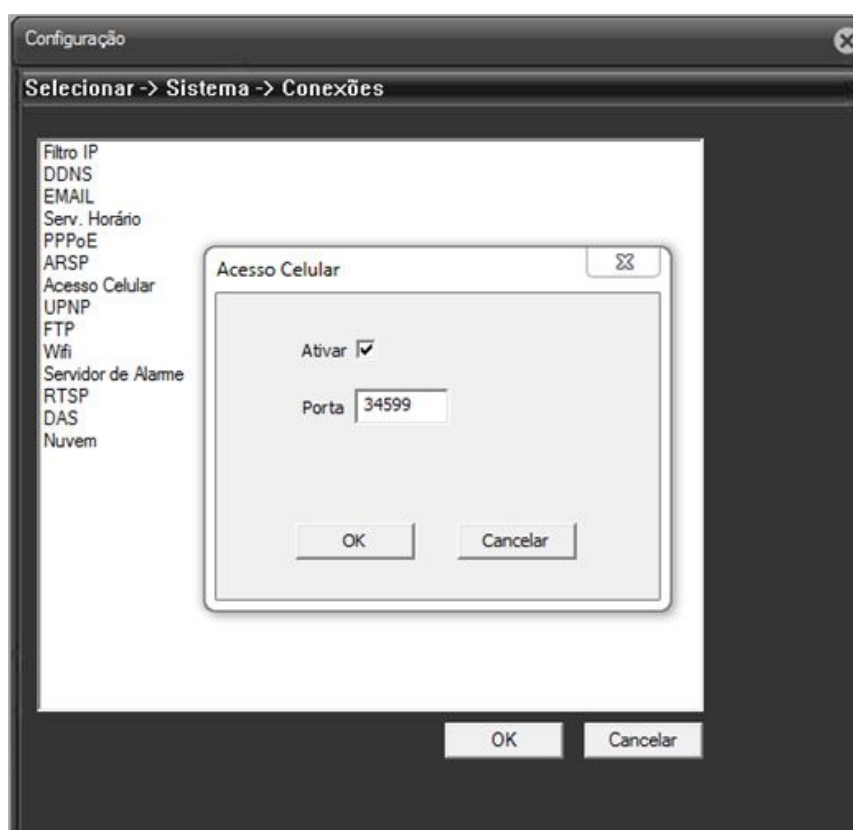 Configuração
Selecionar -> Sistema -> Conexões
Filtro IP
DDNS
EMAIL
Serv. Horário
PPPoE
ARSP
Acesso Celular
UPNP
FTP
Wifi
Servidor de Alarme
RTSP
DAS
Nuvem
Acesso Celular
Ativar
Porta 34599
OK Cancelar
OK Cancelar